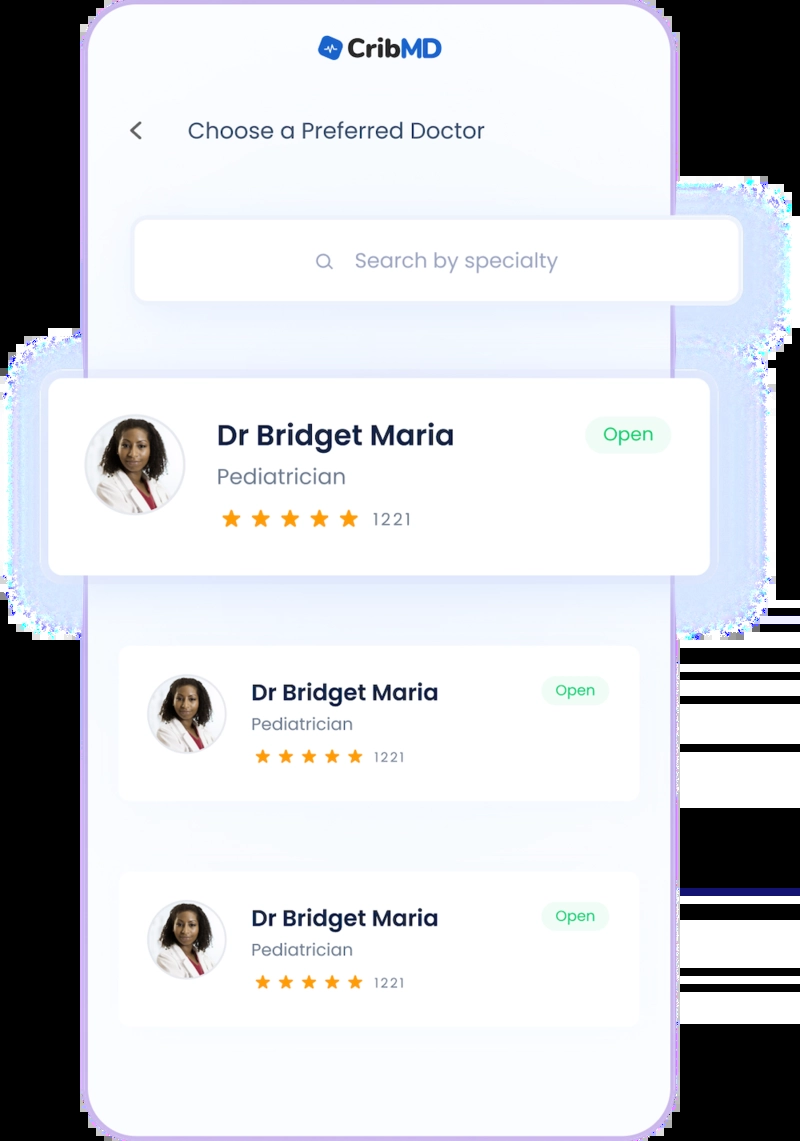 CribMD
Choose a Preferred Doctor
Search by specialty
Dr Bridget Maria
Open
Pediatrician
1221
Dr Bridget Maria
Open
Pediatrician
1221
Dr Bridget Maria
Open
Pediatrician
1221